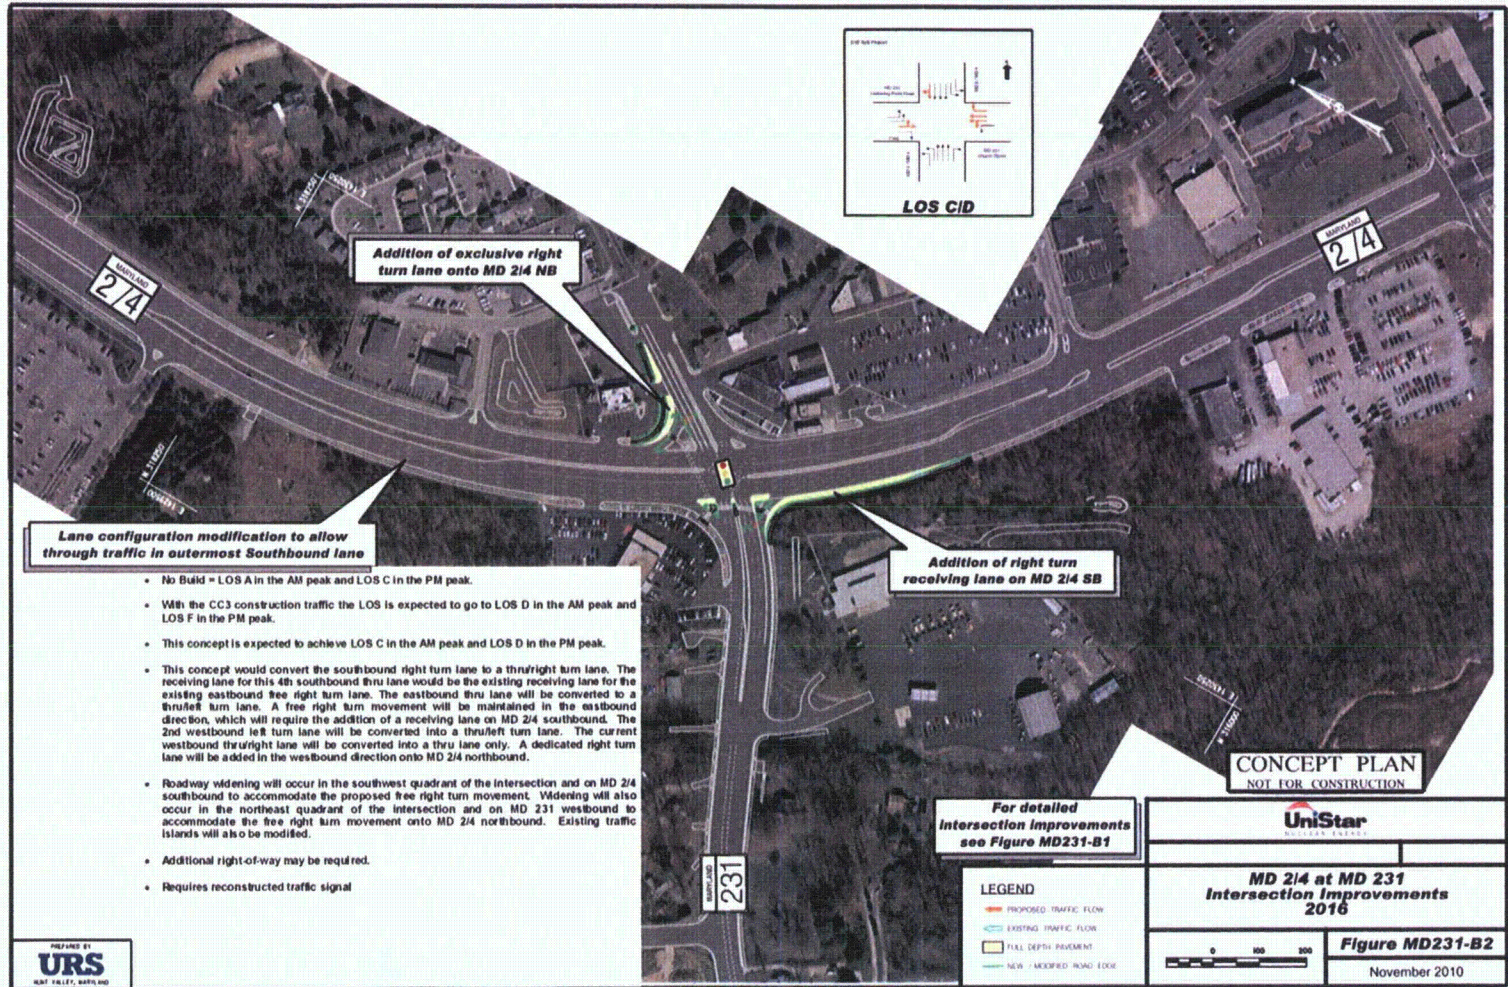 LOS C/D
N 318250
E 1430250
MARYLAND
2/4
Addition of exclusive right
turn lane onto MD 2/4 NB
MARYLAND
2/4
N 318250
E 142
Lane configuration modification to allow
through traffic in outermost Southbound lane
Addition of right turn
receiving lane on MD 2/4 SB
• No Build = LOS A in the AM peak and LOS C in the PM peak.
• With the CC3 construction traffic the LOS is expected to go to LOS D in the AM peak and
LOS F in the PM peak.
• This concept is expected to achieve LOS C in the AM peak and LOS D in the PM peak.
• This concept would convert the southbound right turn lane to a thru/right turn lane. The
receiving lane for this 4th southbound thru lane would be the existing receiving lane for the
existing eastbound free right turn lane. The eastbound thru lane will be converted to a
thru/left turn lane. A free right turn movement will be maintained in the eastbound
direction, which will require the addition of a receiving lane on MD 2/4 southbound. The
2nd westbound left turn lane will be converted into a thru/left turn lane. The current
westbound thru/right lane will be converted into a thru lane only. A dedicated right turn
lane will be added in the westbound direction onto MD 2/4 northbound.
• Roadway widening will occur in the southwest quadrant of the intersection and on MD 2/4
southbound to accommodate the proposed free right turn movement. Widening will also
occur in the northeast quadrant of the intersection and on MD 231 westbound to
accommodate the free right turn movement onto MD 2/4 northbound. Existing traffic
islands will also be modified.
• Additional right-of-way may be required.
• Requires reconstructed traffic signal
MARYLAND
231
CONCEPT PLAN
NOT FOR CONSTRUCTION
For detailed
intersection improvements
see Figure MD231-B1
UniStar
NUCLEAR ENERGY
MD 2/4 at MD 231
Intersection Improvements
2016
LEGEND
PROPOSED TRAFFIC FLOW
EXISTING TRAFFIC FLOW
FULL DEPTH PAVEMENT
NEW / MODIFIED ROAD EDGE
0 100 200
Figure MD231-B2
November 2010
PREPARED BY
URS
HUNT VALLEY, MARYLAND